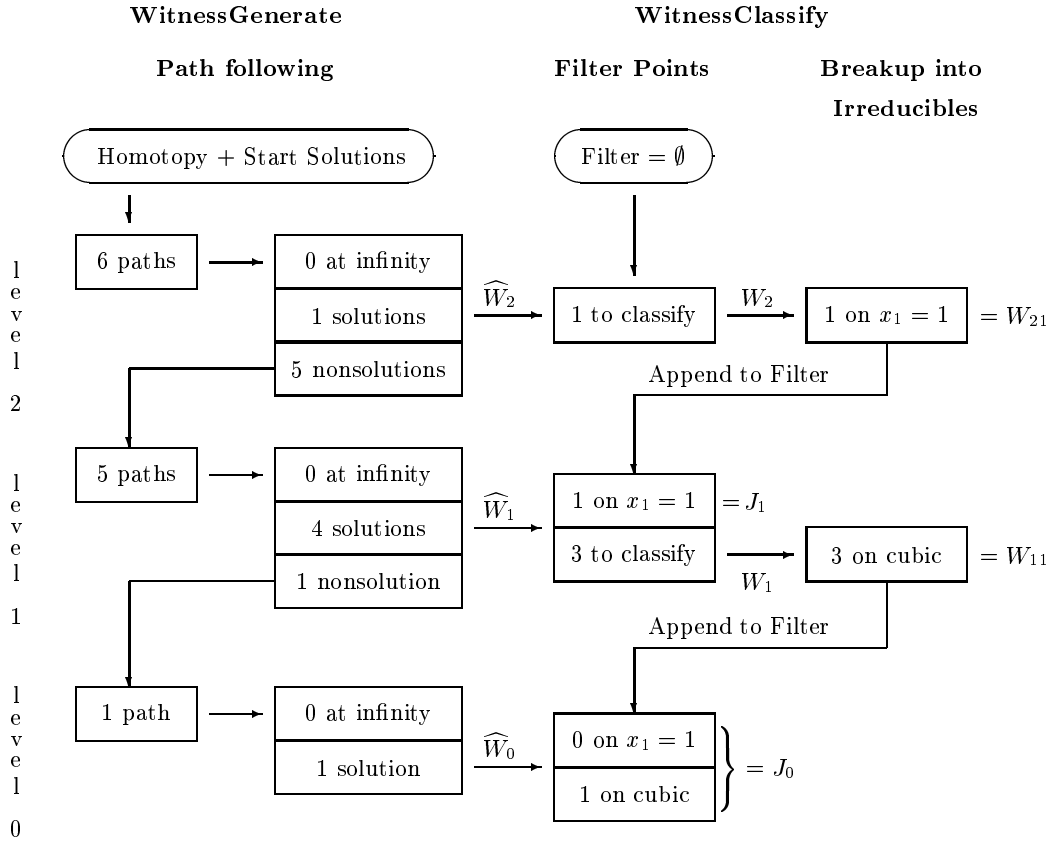 WitnessGenerate
WitnessClassify
Path following
Filter Points
Breakup into
Irreducibles
Homotopy + Start Solutions
Filter = ∅
level 2
6 paths
0 at infinity
1 solutions
5 nonsolutions
Ŵ₂
1 to classify
W₂
1 on x₁ = 1
= W₂₁
Append to Filter
level 1
5 paths
0 at infinity
4 solutions
1 nonsolution
Ŵ₁
1 on x₁ = 1
= J₁
3 to classify
W₁
3 on cubic
= W₁₁
Append to Filter
level 0
1 path
0 at infinity
1 solution
Ŵ₀
0 on x₁ = 1
1 on cubic
= J₀